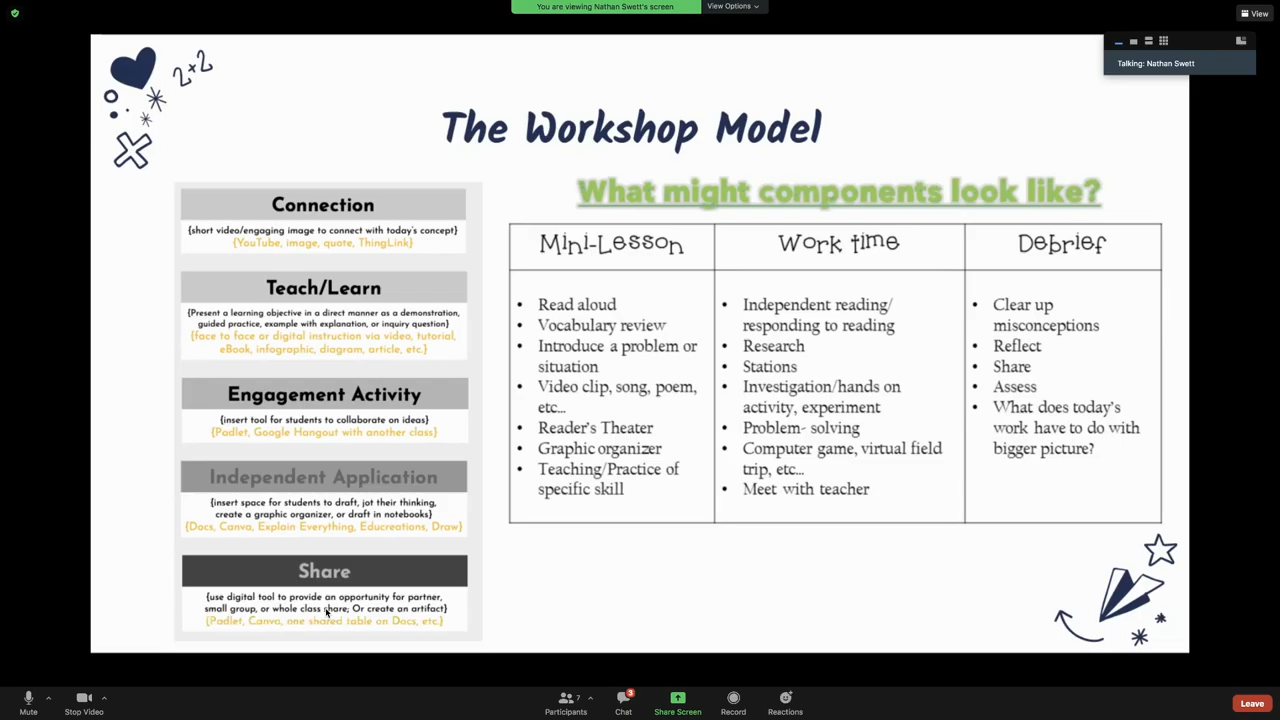 You are viewing Nathan Swett's screen
View Options
View
Talking: Nathan Swett
2×2
The Workshop Model
Connection
{short video/engaging image to connect with today's concept}
{YouTube, image, quote, ThingLink}
Teach/Learn
{Present a learning objective in a direct manner as a demonstration,
guided practice, example with explanation, or inquiry question}
{face to face or digital instruction via video, tutorial,
eBook, infographic, diagram, article, etc.}
Engagement Activity
{insert tool for students to collaborate on ideas}
{Padlet, Google Hangout with another class}
Independent Application
{insert space for students to draft, jot their thinking,
create a graphic organizer, or draft in notebooks}
{Docs, Canva, Explain Everything, Educreations, Draw}
Share
{use digital tool to provide an opportunity for partner,
small group, or whole class share; Or create an artifact}
{Padlet, Canva, one shared table on Docs, etc.}
What might components look like?
Mini-Lesson
• Read aloud
• Vocabulary review
• Introduce a problem or
situation
• Video clip, song, poem,
etc...
• Reader's Theater
• Graphic organizer
• Teaching/Practice of
specific skill
Work time
• Independent reading/
responding to reading
• Research
• Stations
• Investigation/hands on
activity, experiment
• Problem- solving
• Computer game, virtual field
trip, etc...
• Meet with teacher
Debrief
• Clear up
misconceptions
• Reflect
• Share
• Assess
• What does today's
work have to do with
bigger picture?
Mute
Stop Video
Participants
7
Chat
3
Share Screen
Record
Reactions
Leave